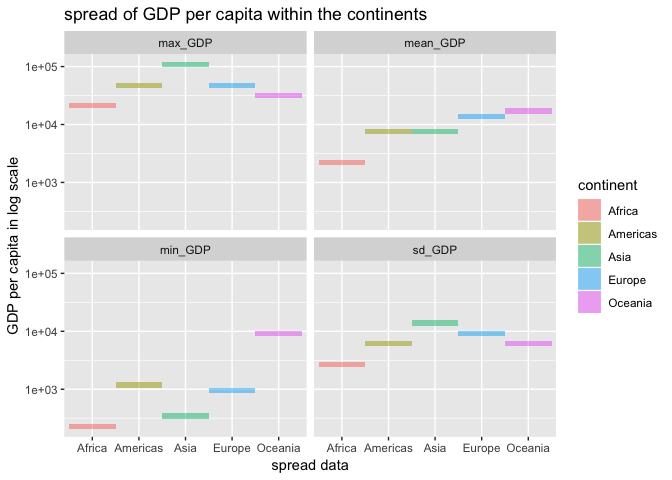 spread of GDP per capita within the continents
max_GDP
mean_GDP
1e+05
1e+04
1e+03
min_GDP
sd_GDP
1e+05
1e+04
1e+03
Africa Americas Asia Europe Oceania
Africa Americas Asia Europe Oceania
spread data
GDP per capita in log scale
continent
Africa
Americas
Asia
Europe
Oceania